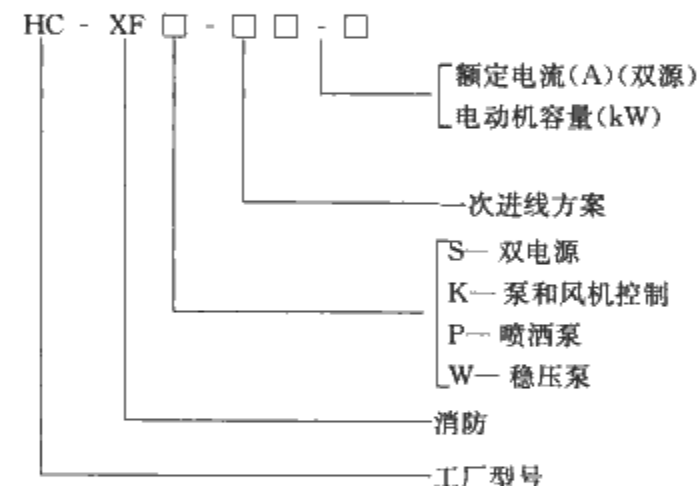 HC - XF □ - □ □ - □
额定电流(A)(双源)
电动机容量(kW)
一次进线方案
S— 双电源
K— 泵和风机控制
P— 喷洒泵
W— 稳压泵
消防
工厂型号